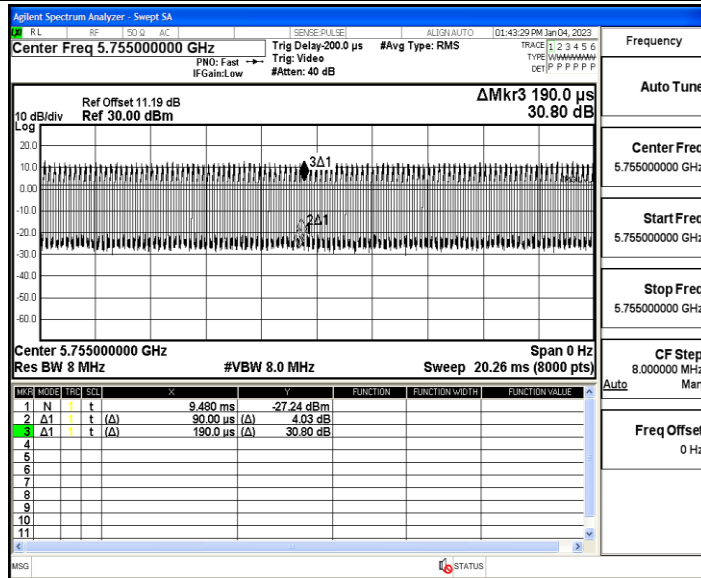 Agilent Spectrum Analyzer - Swept SA
RL RF 50 Ω AC SENSE:PULSE ALIGN AUTO 01:43:29 PM Jan 04, 2023
Center Freq 5.755000000 GHz
PNO: Fast
IFGain:Low
Trig Delay-200.0 µs
Trig: Video
#Atten: 40 dB
#Avg Type: RMS
TRACE 1 2 3 4 5 6
TYPE WWWWWW
DET P P P P P P
Ref Offset 11.19 dB
10 dB/div Ref 30.00 dBm
Log
ΔMkr3 190.0 µs
30.80 dB
20.0
10.0
0.00
-10.0
-20.0
-30.0
-40.0
-50.0
-60.0
3Δ1
2Δ1
Center 5.755000000 GHz Span 0 Hz
Res BW 8 MHz #VBW 8.0 MHz Sweep 20.26 ms (8000 pts)
MKR MODE TRC SCL X Y FUNCTION FUNCTION WIDTH FUNCTION VALUE
1 N 1 t 9.480 ms -27.24 dBm
2 Δ1 1 t (Δ) 90.00 µs (Δ) 4.03 dB
3 Δ1 1 t (Δ) 190.0 µs (Δ) 30.80 dB
4
5
6
7
8
9
10
11
MSG STATUS
Frequency
Auto Tune
Center Freq
5.755000000 GHz
Start Freq
5.755000000 GHz
Stop Freq
5.755000000 GHz
CF Step
8.000000 MHz
Auto Man
Freq Offset
0 Hz